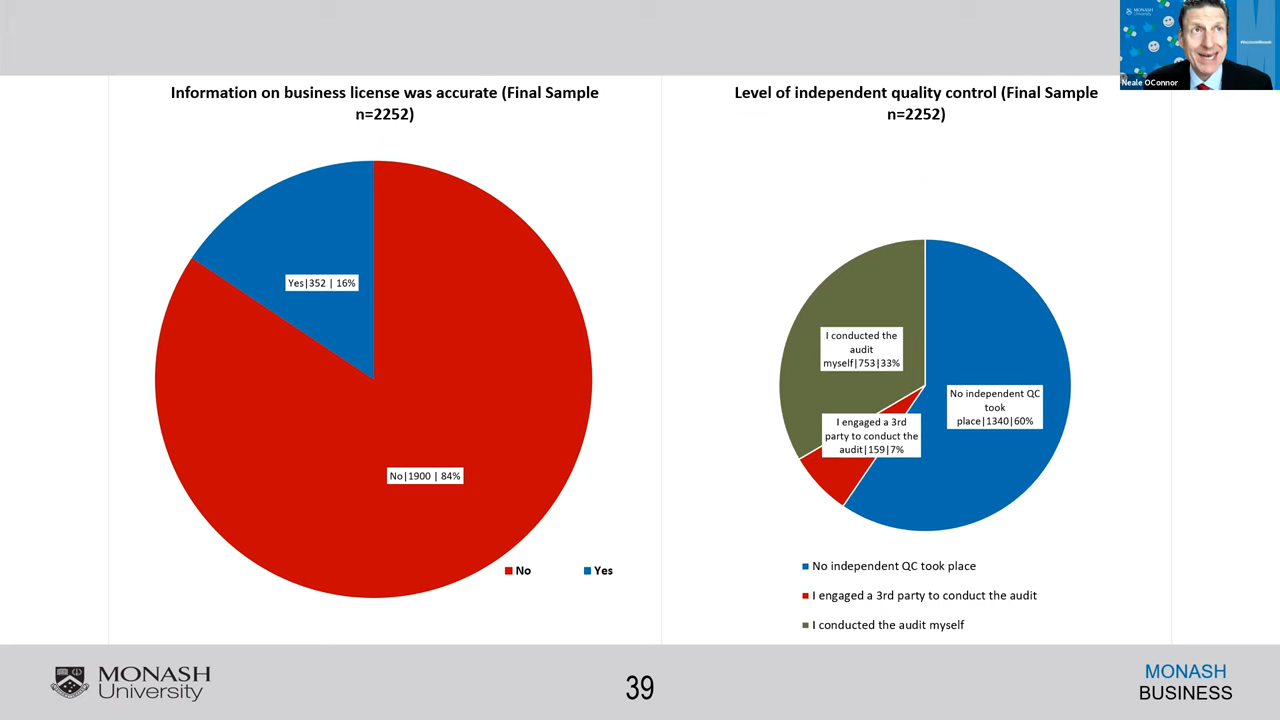 MONASH
University
Neale OConnor
Information on business license was accurate (Final Sample
n=2252)
Yes|352 | 16%
No|1900 | 84%
No
Yes
Level of independent quality control (Final Sample
n=2252)
I conducted the
audit
myself|753|33%
No independent QC
took
place|1340|60%
I engaged a 3rd
party to conduct the
audit|159|7%
No independent QC took place
I engaged a 3rd party to conduct the audit
I conducted the audit myself
MONASH
University
39
MONASH
BUSINESS